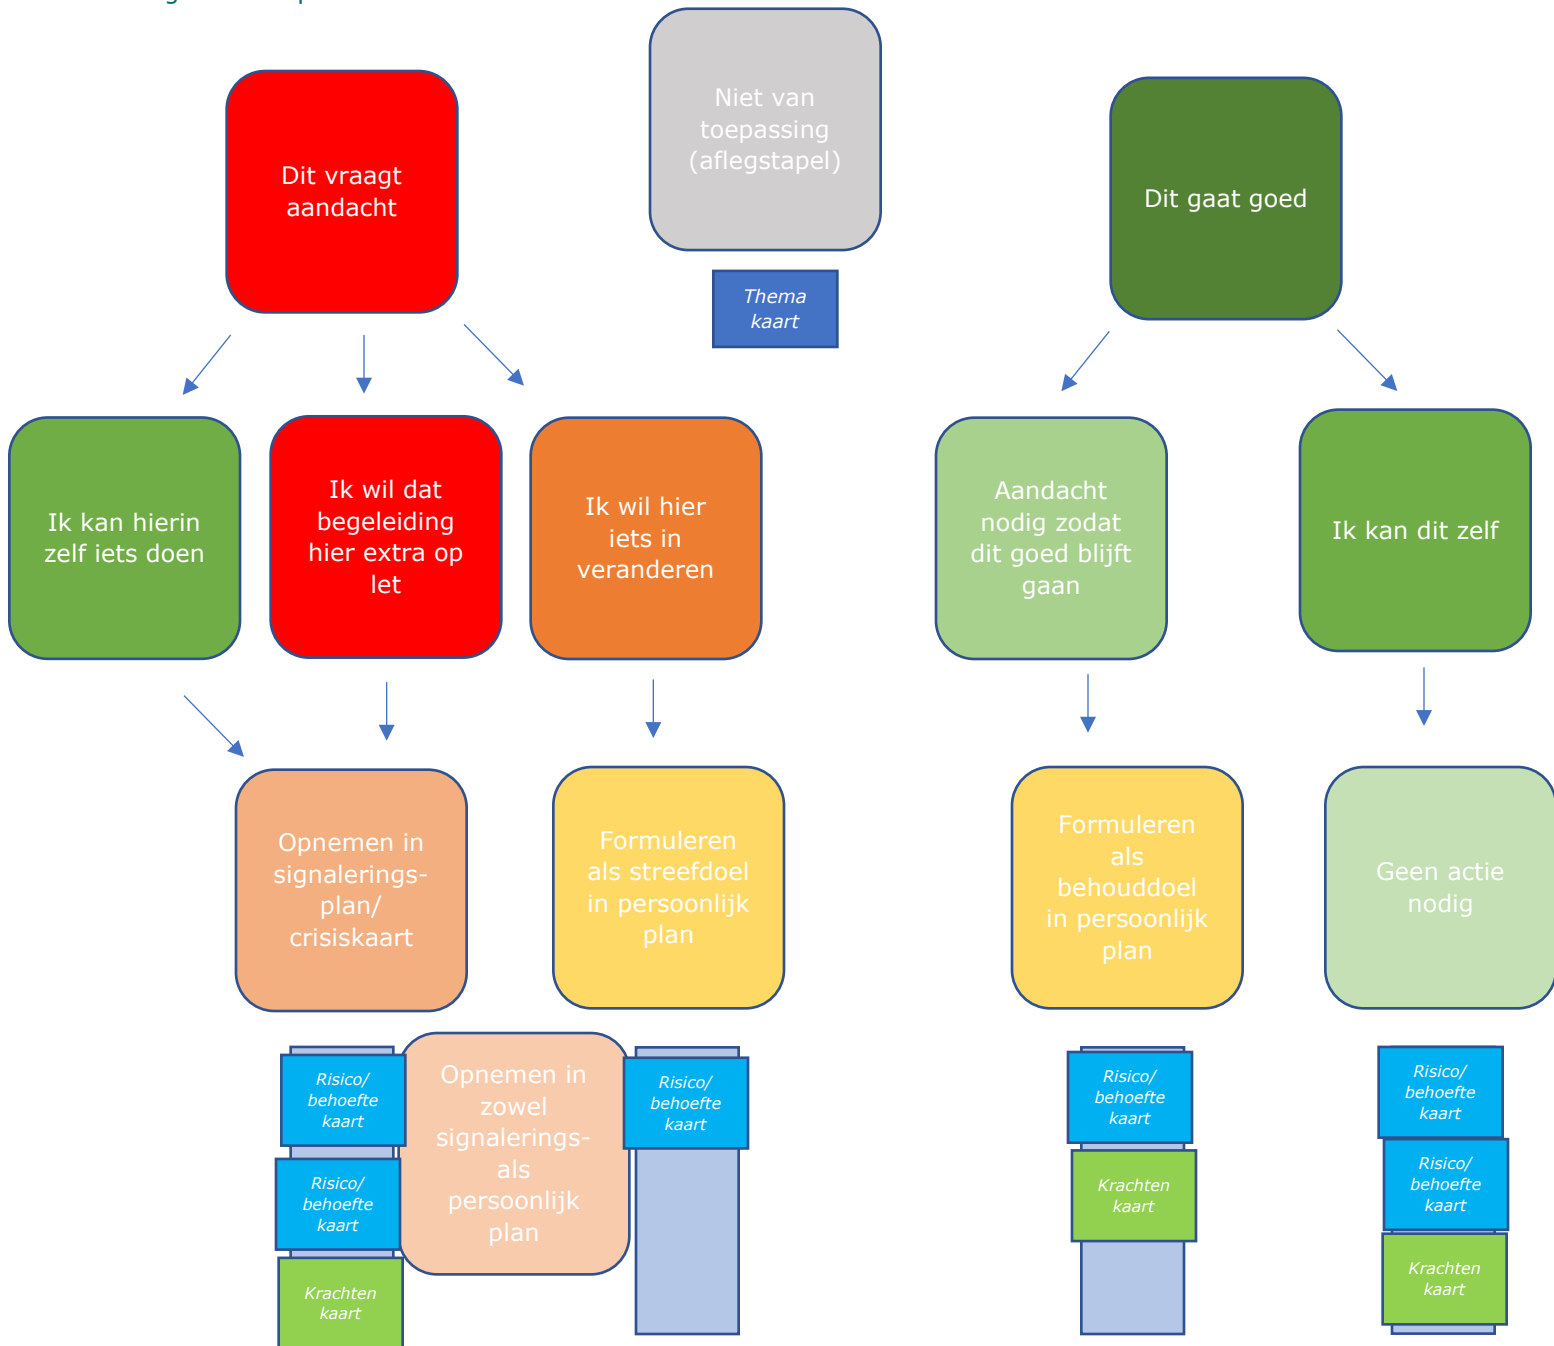 Niet van
toepassing
(aflegstapel)
Dit vraagt
aandacht
Dit gaat goed
Thema
kaart
Ik kan hierin
zelf iets doen
Ik wil dat
begeleiding
hier extra op
let
Ik wil hier
iets in
veranderen
Aandacht
nodig zodat
dit goed blijft
gaan
Ik kan dit zelf
Opnemen in
signalerings-
plan/
crisiskaart
Formuleren
als streefdoel
in persoonlijk
plan
Formuleren
als
behouddoel
in persoonlijk
plan
Geen actie
nodig
Risico/
behoefte
kaart
Risico/
behoefte
kaart
Krachten
kaart
Opnemen in
zowel
signalerings-
als
persoonlijk
plan
Risico/
behoefte
kaart
Risico/
behoefte
kaart
Krachten
kaart
Risico/
behoefte
kaart
Risico/
behoefte
kaart
Krachten
kaart